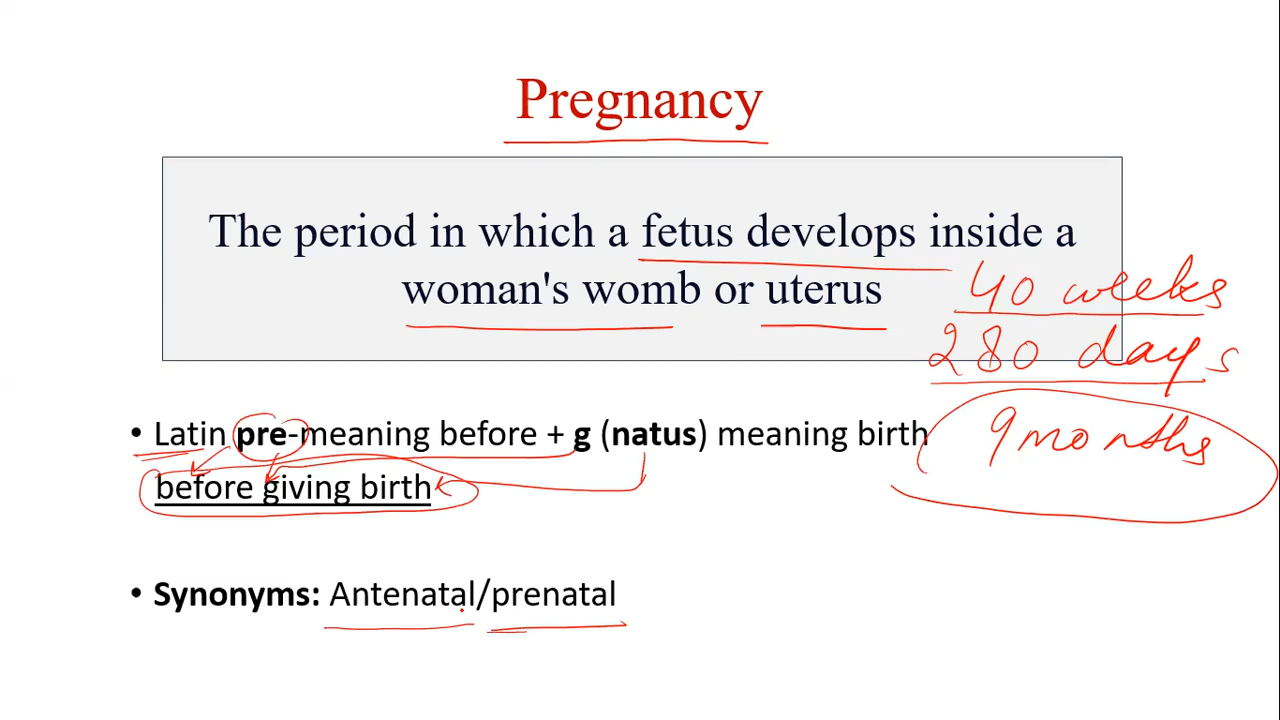 Pregnancy
The period in which a fetus develops inside a
woman's womb or uterus
40 weeks
280 days
• Latin pre-meaning before + g (natus) meaning birth
9 months
before giving birth
• Synonyms: Antenatal/prenatal